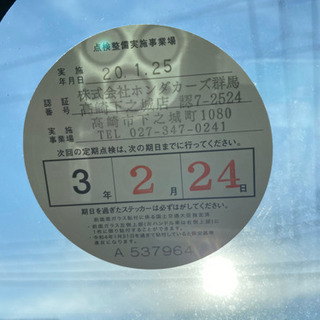 点検整備実施事業場
実施年月日 20.1.25
認証番号 株式会社ホンダカーズ群馬
高崎下之城店 認7-2524
実施事業場 高崎市下之城町1080
TEL 027-347-0241
次回の定期点検は、次の期日までに行ってください。
3年 2月 24日
期日を過ぎたステッカーは必ずはがしてください。
A 537964